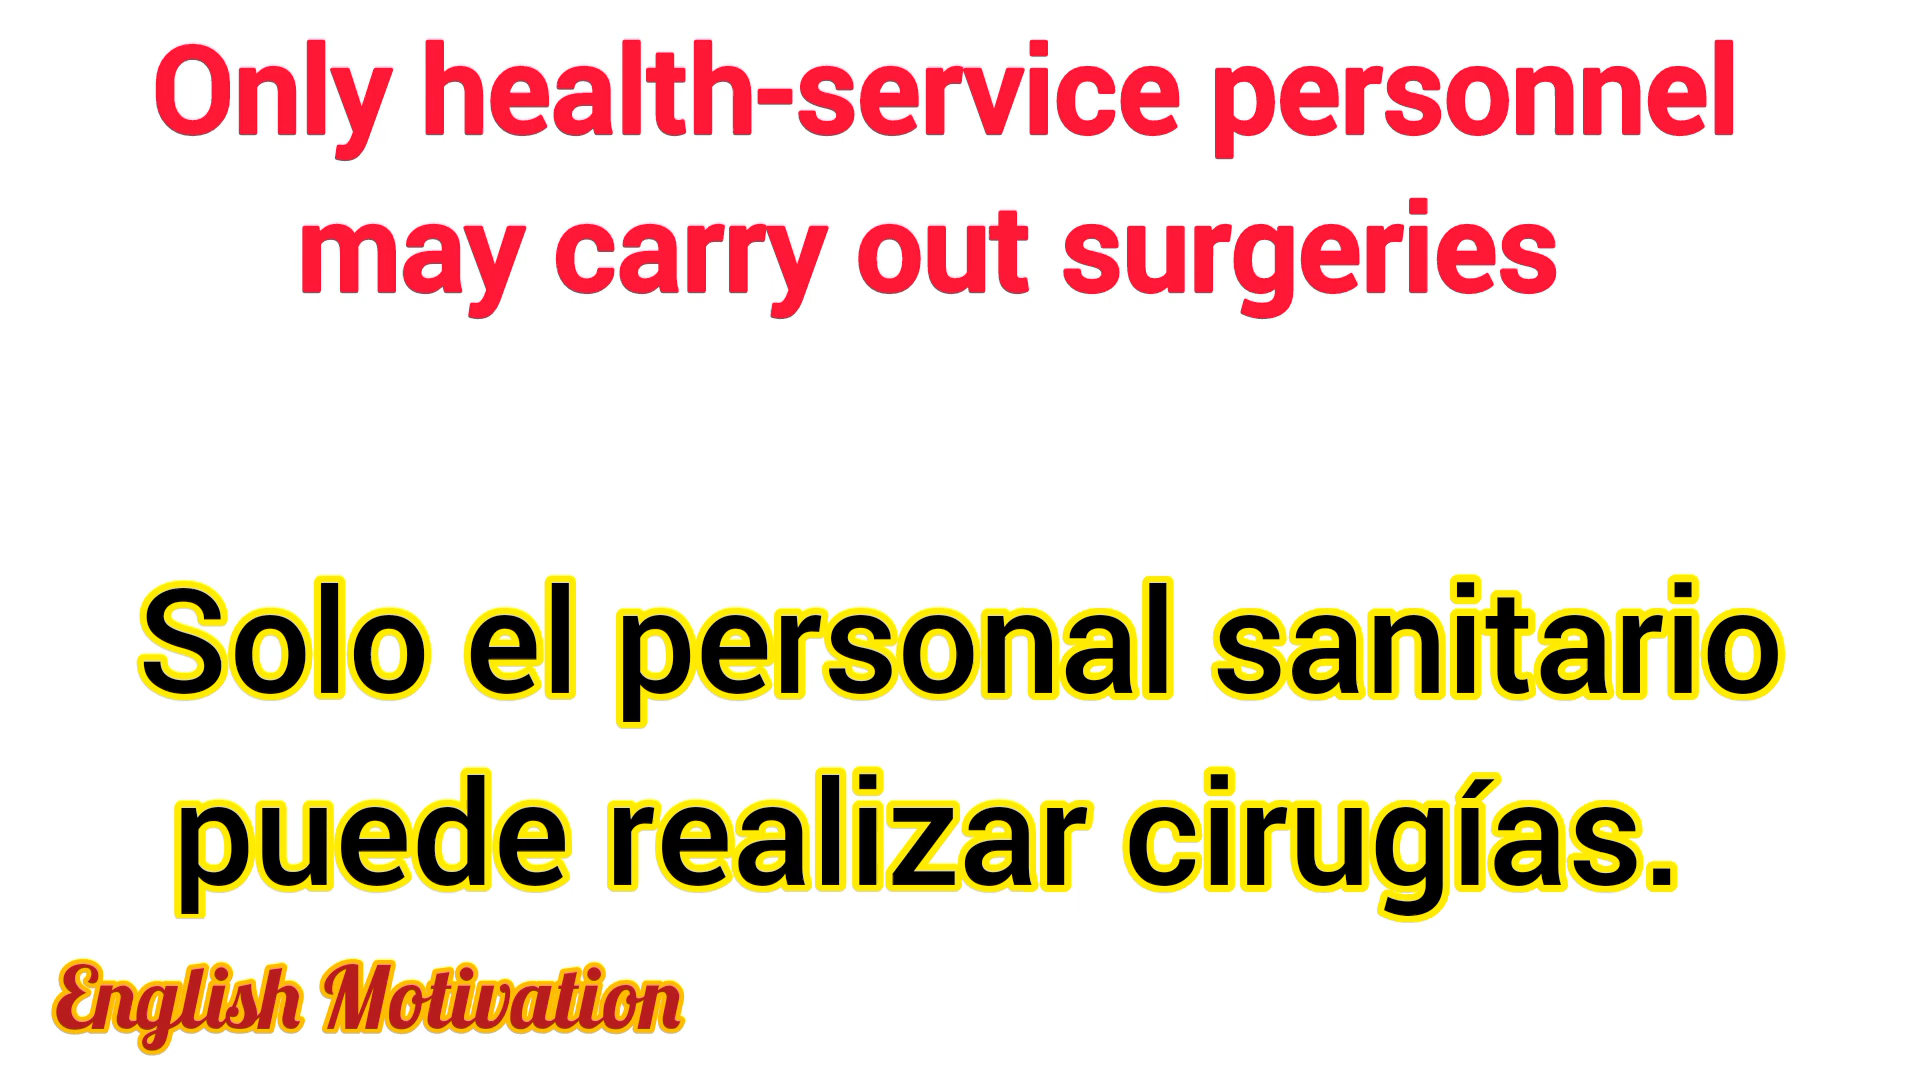 Only health-service personnel
may carry out surgeries
Solo el personal sanitario
puede realizar cirugías.
English Motivation